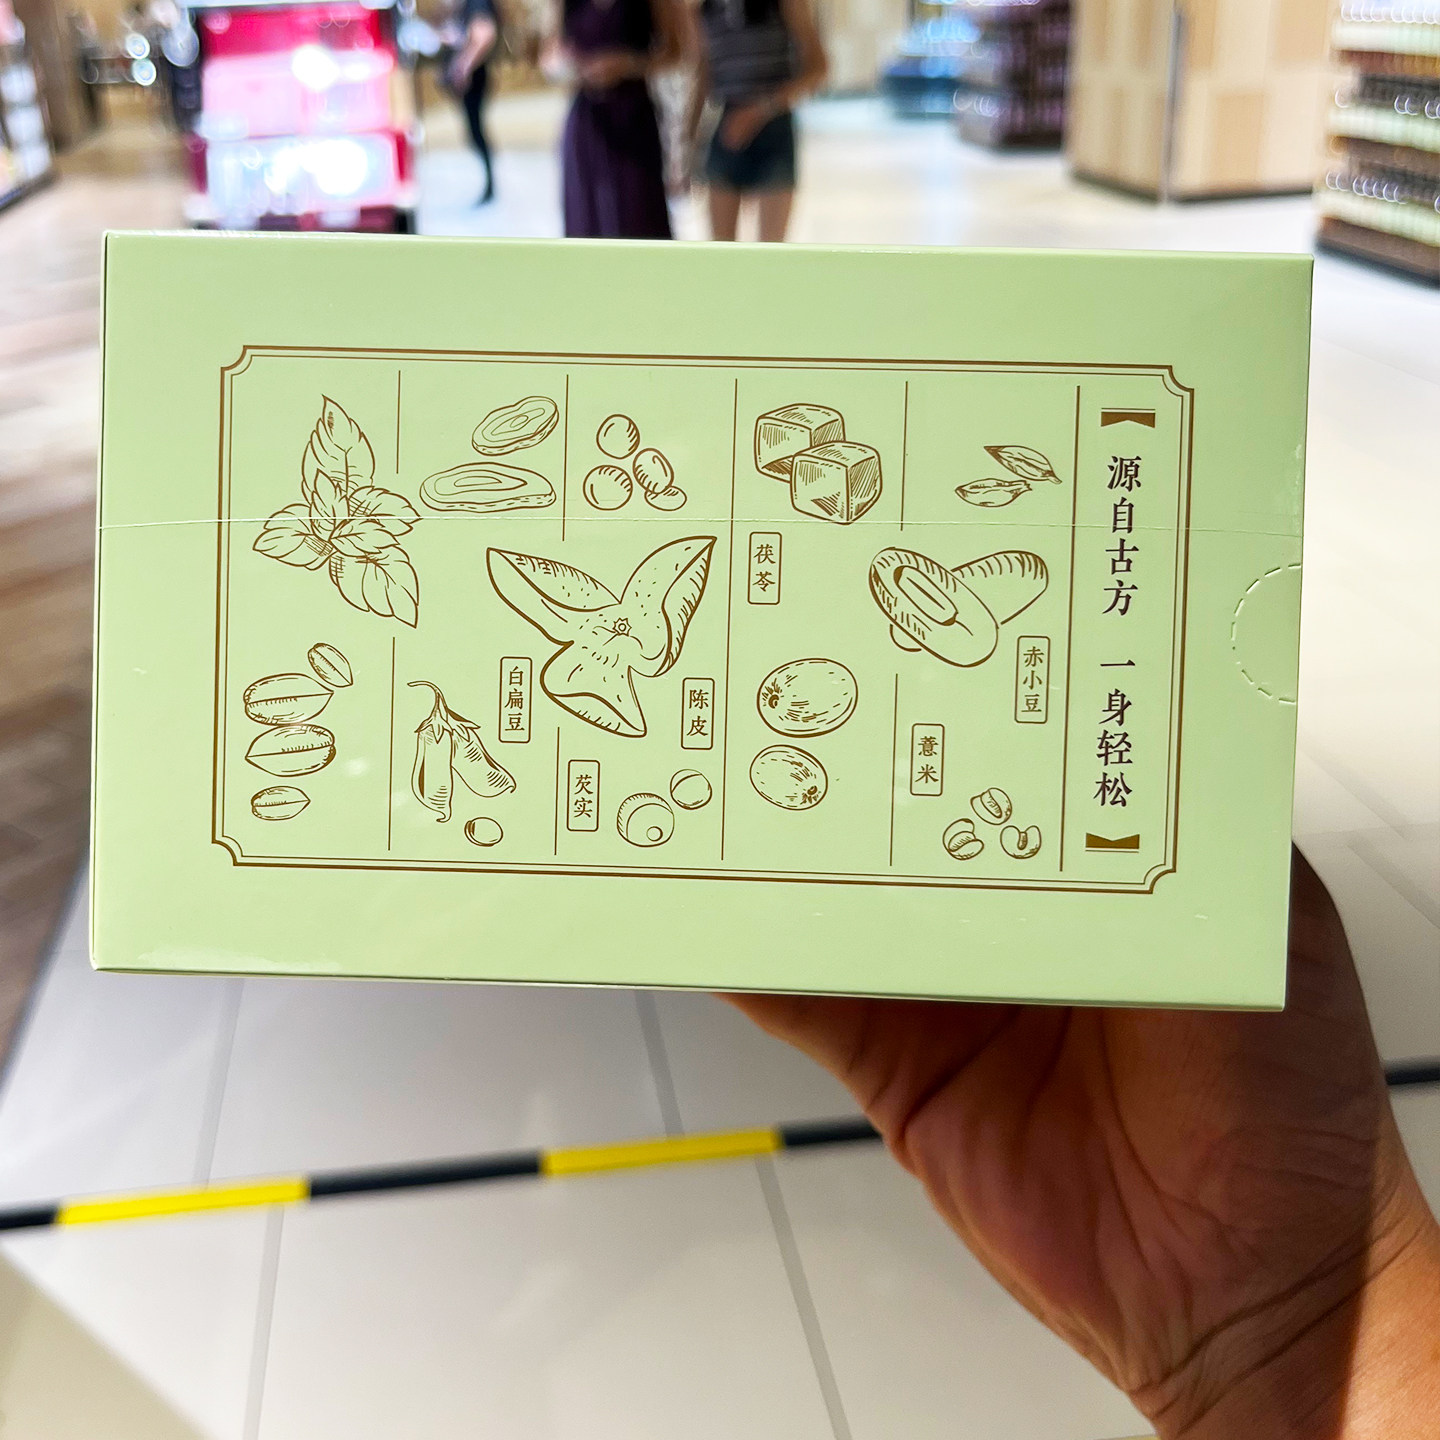 源自古方 一身轻松
赤小豆
薏米
茯苓
陈皮
芡实
白扁豆